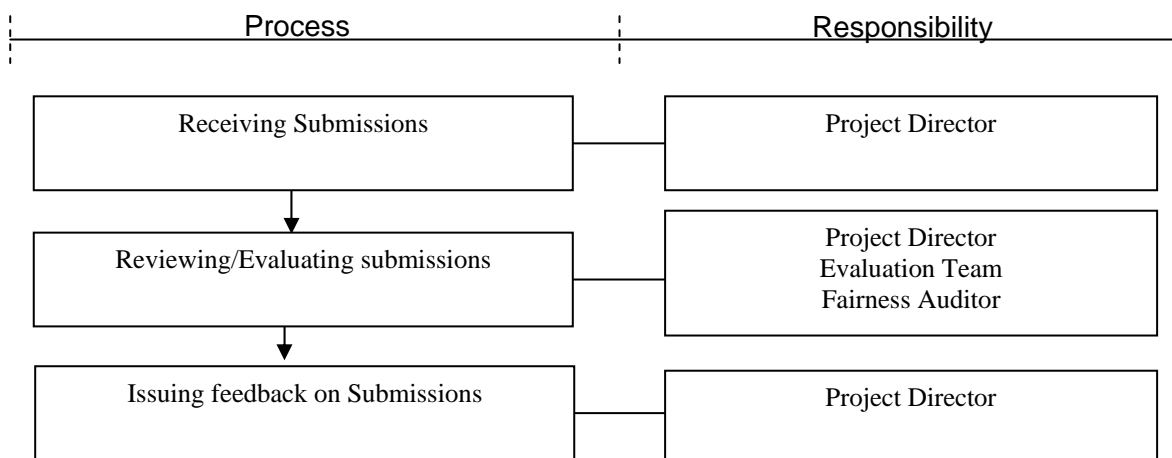 Process
Responsibility
Receiving Submissions
Project Director
Reviewing/Evaluating submissions
Project Director
Evaluation Team
Fairness Auditor
Issuing feedback on Submissions
Project Director